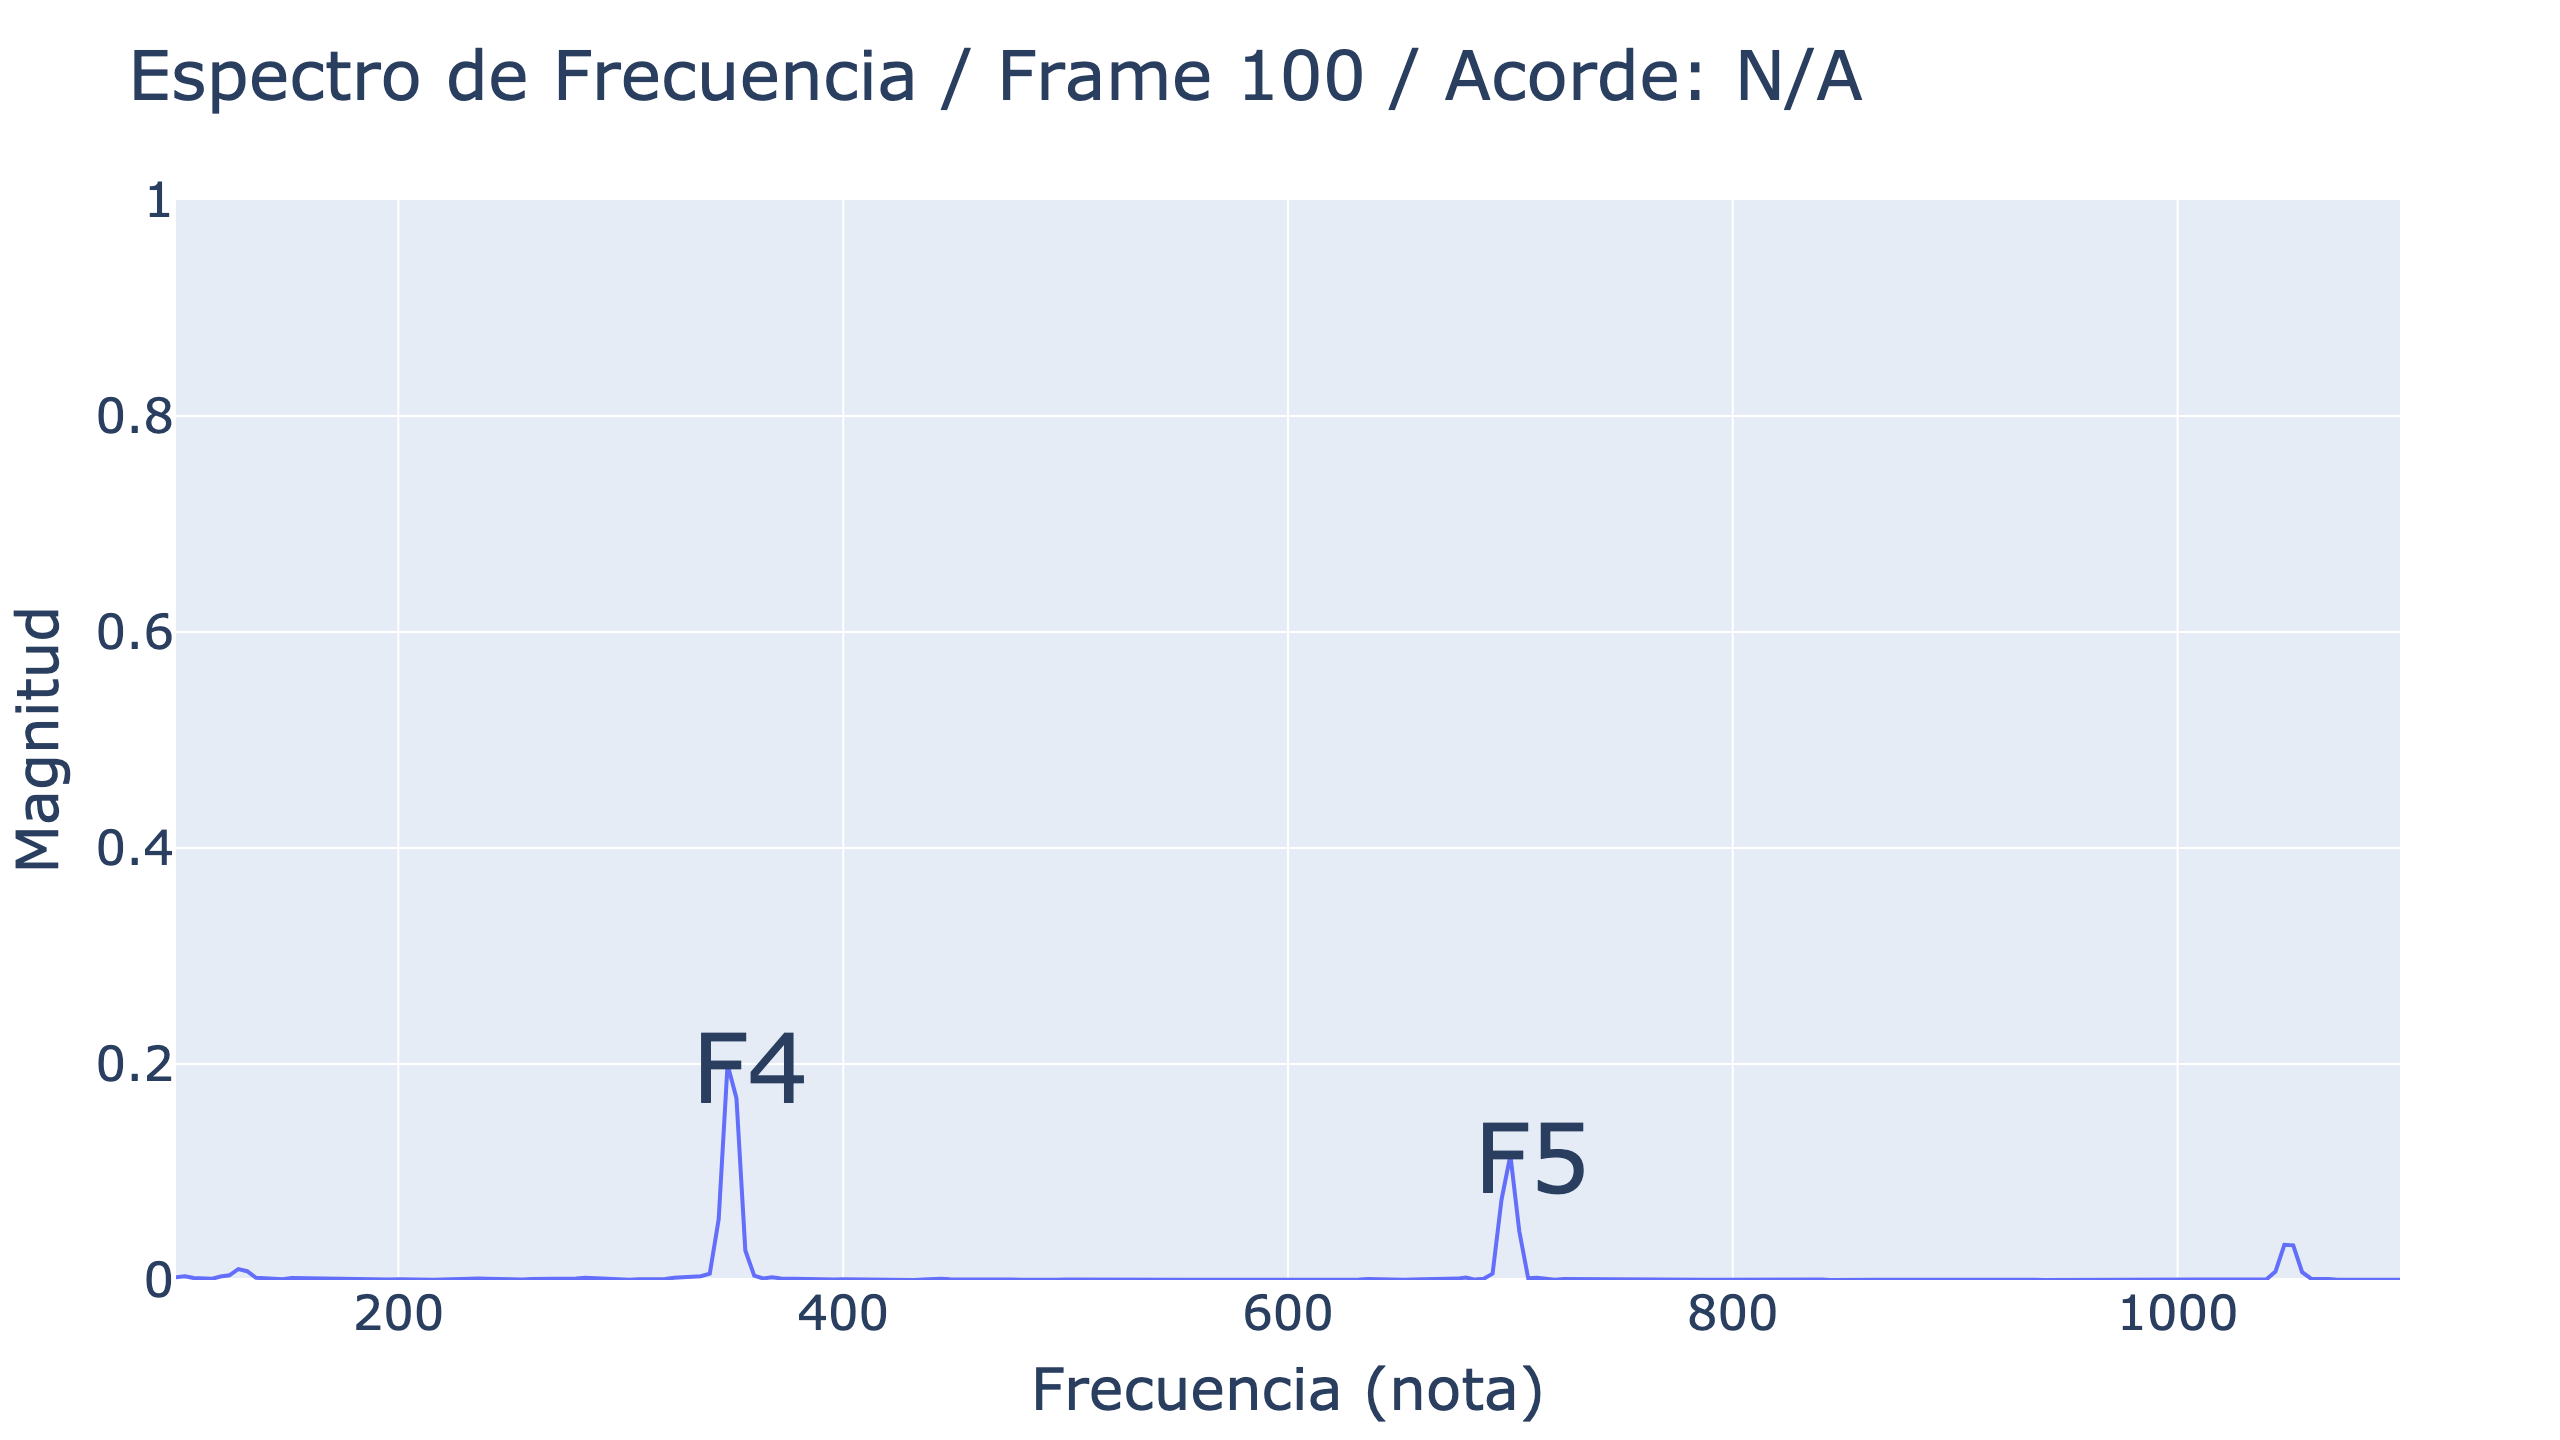 Espectro de Frecuencia / Frame 100 / Acorde: N/A
1
0.8
0.6
0.4
0.2
0
Magnitud
F4
F5
200 400 600 800 1000
Frecuencia (nota)